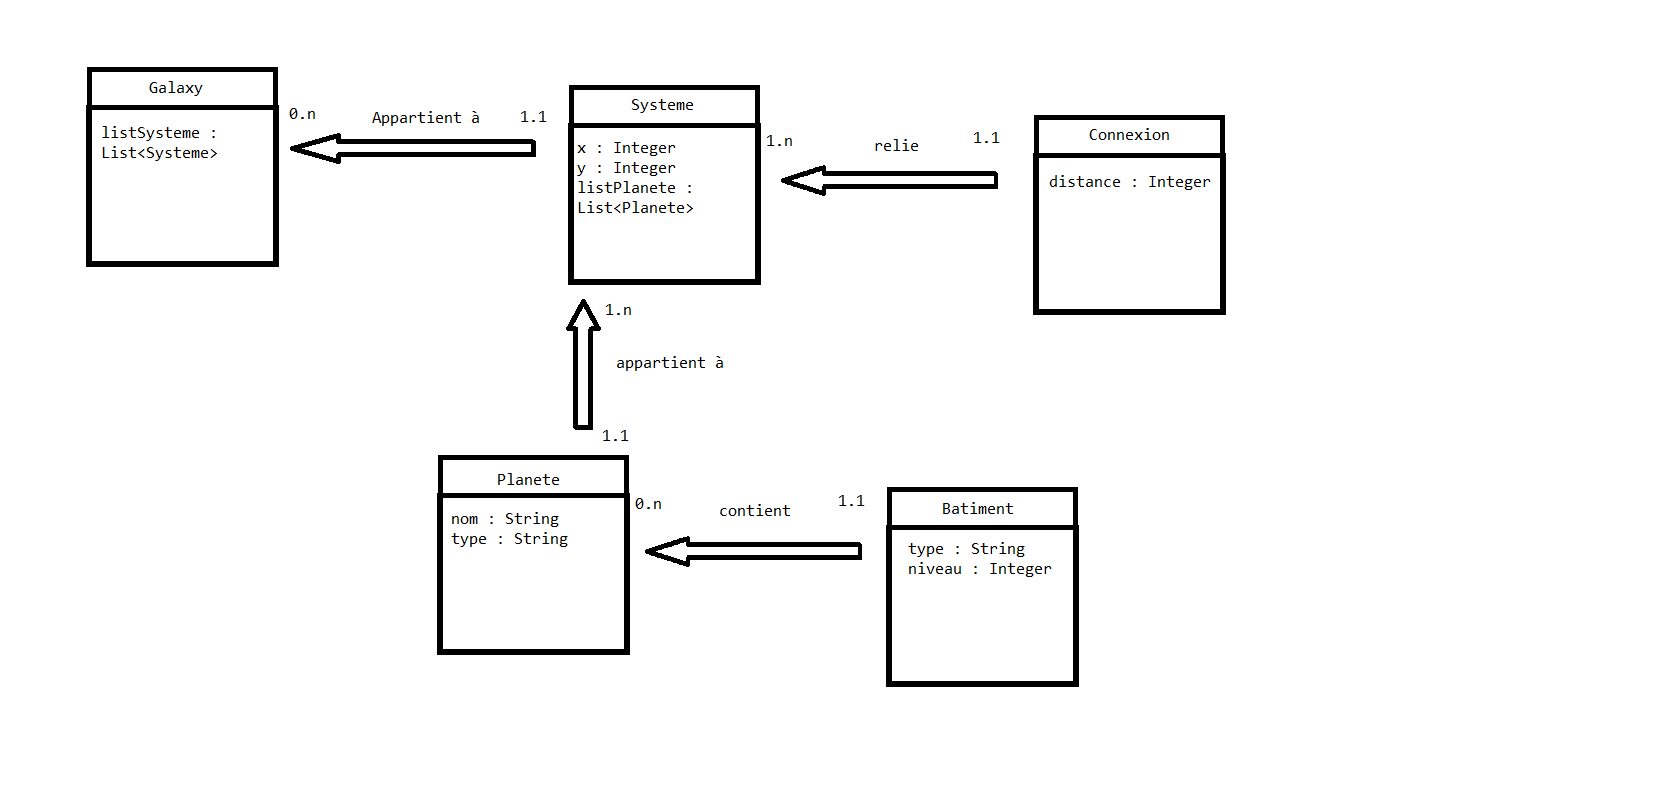 Galaxy
listSysteme :
List<Systeme>
0.n
Appartient à
1.1
Systeme
x : Integer
y : Integer
listPlanete :
List<Planete>
1.n
relie
1.1
Connexion
distance : Integer
1.n
appartient à
1.1
Planete
nom : String
type : String
0.n
contient
1.1
Batiment
type : String
niveau : Integer